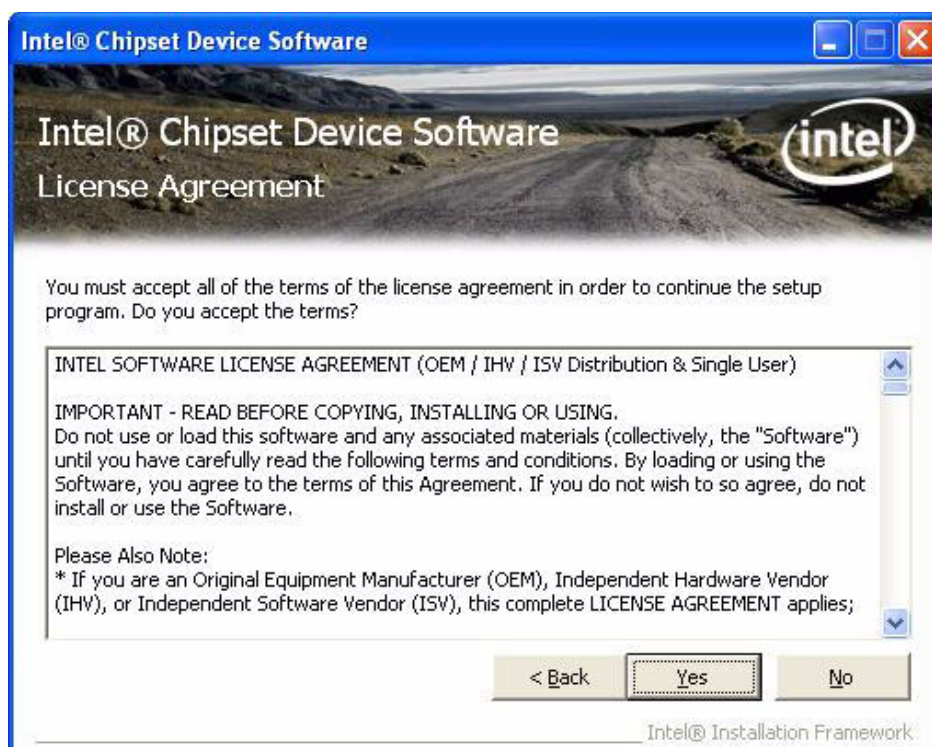 Intel® Chipset Device Software
Intel® Chipset Device Software
intel
License Agreement
You must accept all of the terms of the license agreement in order to continue the setup
program. Do you accept the terms?
INTEL SOFTWARE LICENSE AGREEMENT (OEM / IHV / ISV Distribution & Single User)
IMPORTANT - READ BEFORE COPYING, INSTALLING OR USING.
Do not use or load this software and any associated materials (collectively, the "Software")
until you have carefully read the following terms and conditions. By loading or using the
Software, you agree to the terms of this Agreement. If you do not wish to so agree, do not
install or use the Software.
Please Also Note:
* If you are an Original Equipment Manufacturer (OEM), Independent Hardware Vendor
(IHV), or Independent Software Vendor (ISV), this complete LICENSE AGREEMENT applies;
< Back Yes No
Intel® Installation Framework